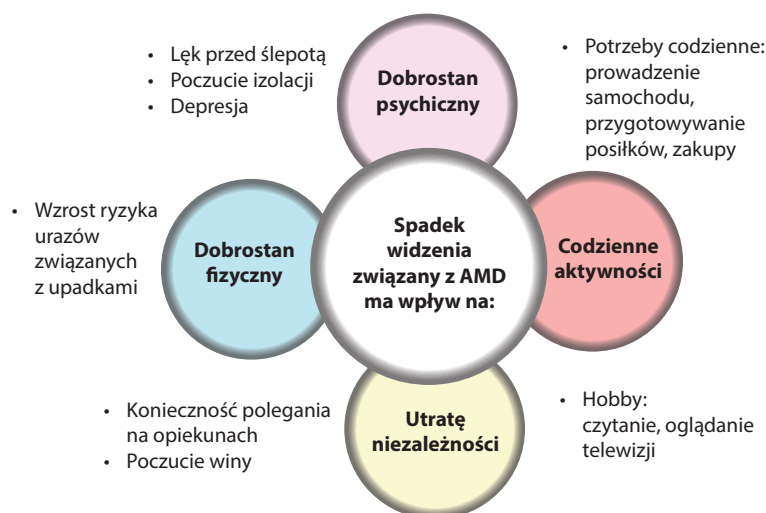 • Lęk przed ślepotą
• Poczucie izolacji
• Depresja
Dobrostan
psychiczny
• Potrzeby codzienne:
prowadzenie
samochodu,
przygotowywanie
posiłków, zakupy
• Wzrost ryzyka
urazów
związanych
z upadkami
Dobrostan
fizyczny
Spadek
widzenia
związany z AMD
ma wpływ na:
Codzienne
aktywności
• Konieczność polegania
na opiekunach
• Poczucie winy
Utratę
niezależności
• Hobby:
czytanie, oglądanie
telewizji